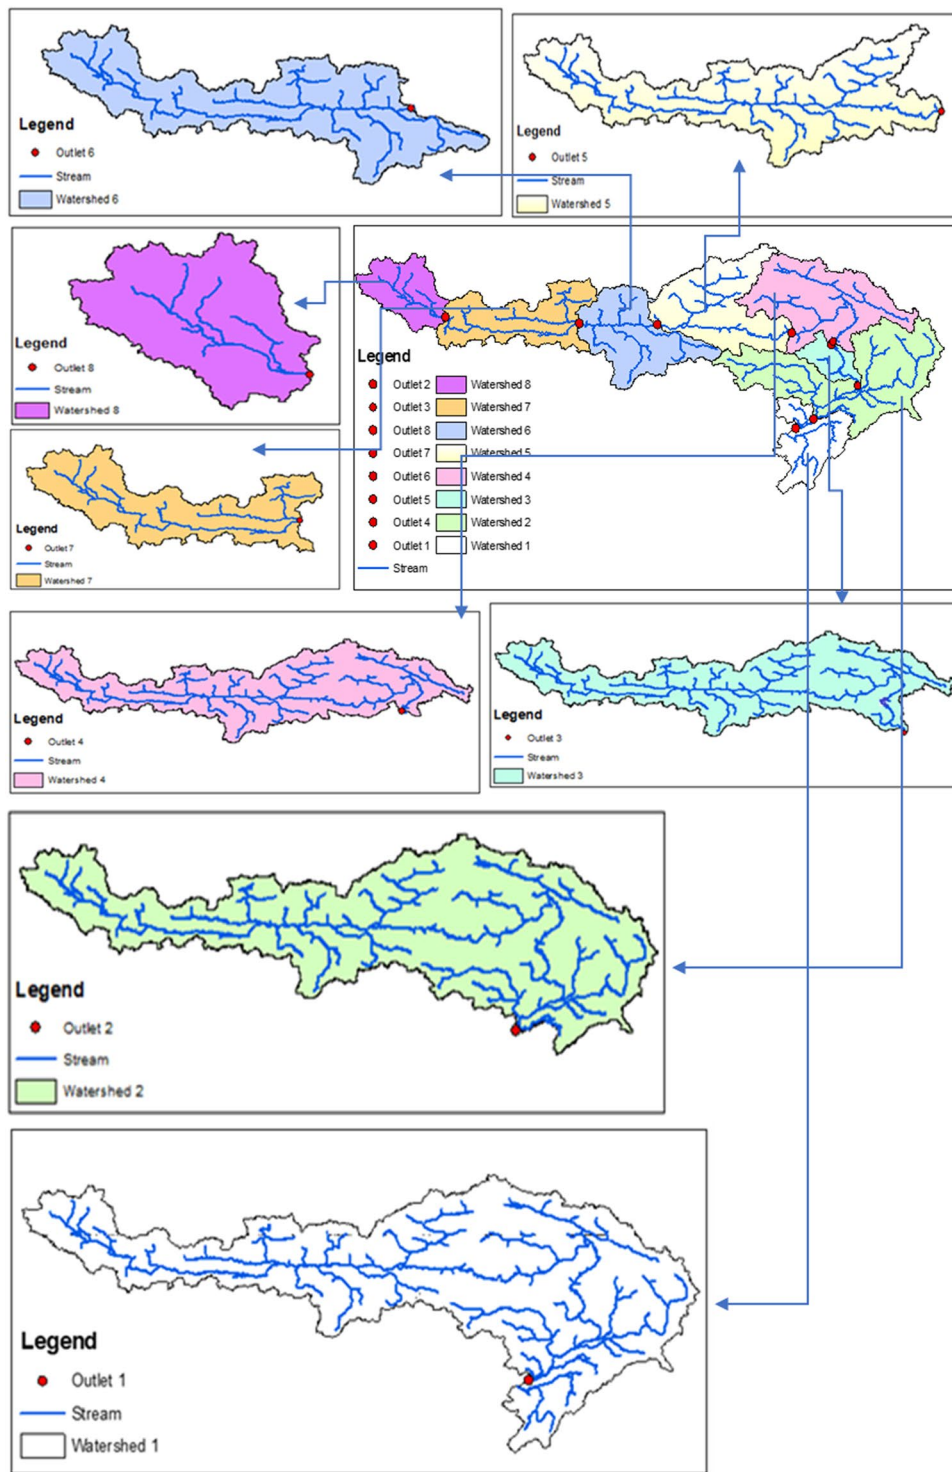 Legend
Outlet 6
Stream
Watershed 6
Legend
Outlet 5
Stream
Watershed 5
Legend
Outlet 8
Stream
Watershed 8
Legend
Outlet 2 Watershed 8
Outlet 3 Watershed 7
Outlet 8 Watershed 6
Outlet 7 Watershed 5
Outlet 6 Watershed 4
Outlet 5 Watershed 3
Outlet 4 Watershed 2
Outlet 1 Watershed 1
Stream
Legend
Outlet 7
Stream
Watershed 7
Legend
Outlet 4
Stream
Watershed 4
Legend
Outlet 3
Stream
Watershed 3
Legend
Outlet 2
Stream
Watershed 2
Legend
Outlet 1
Stream
Watershed 1